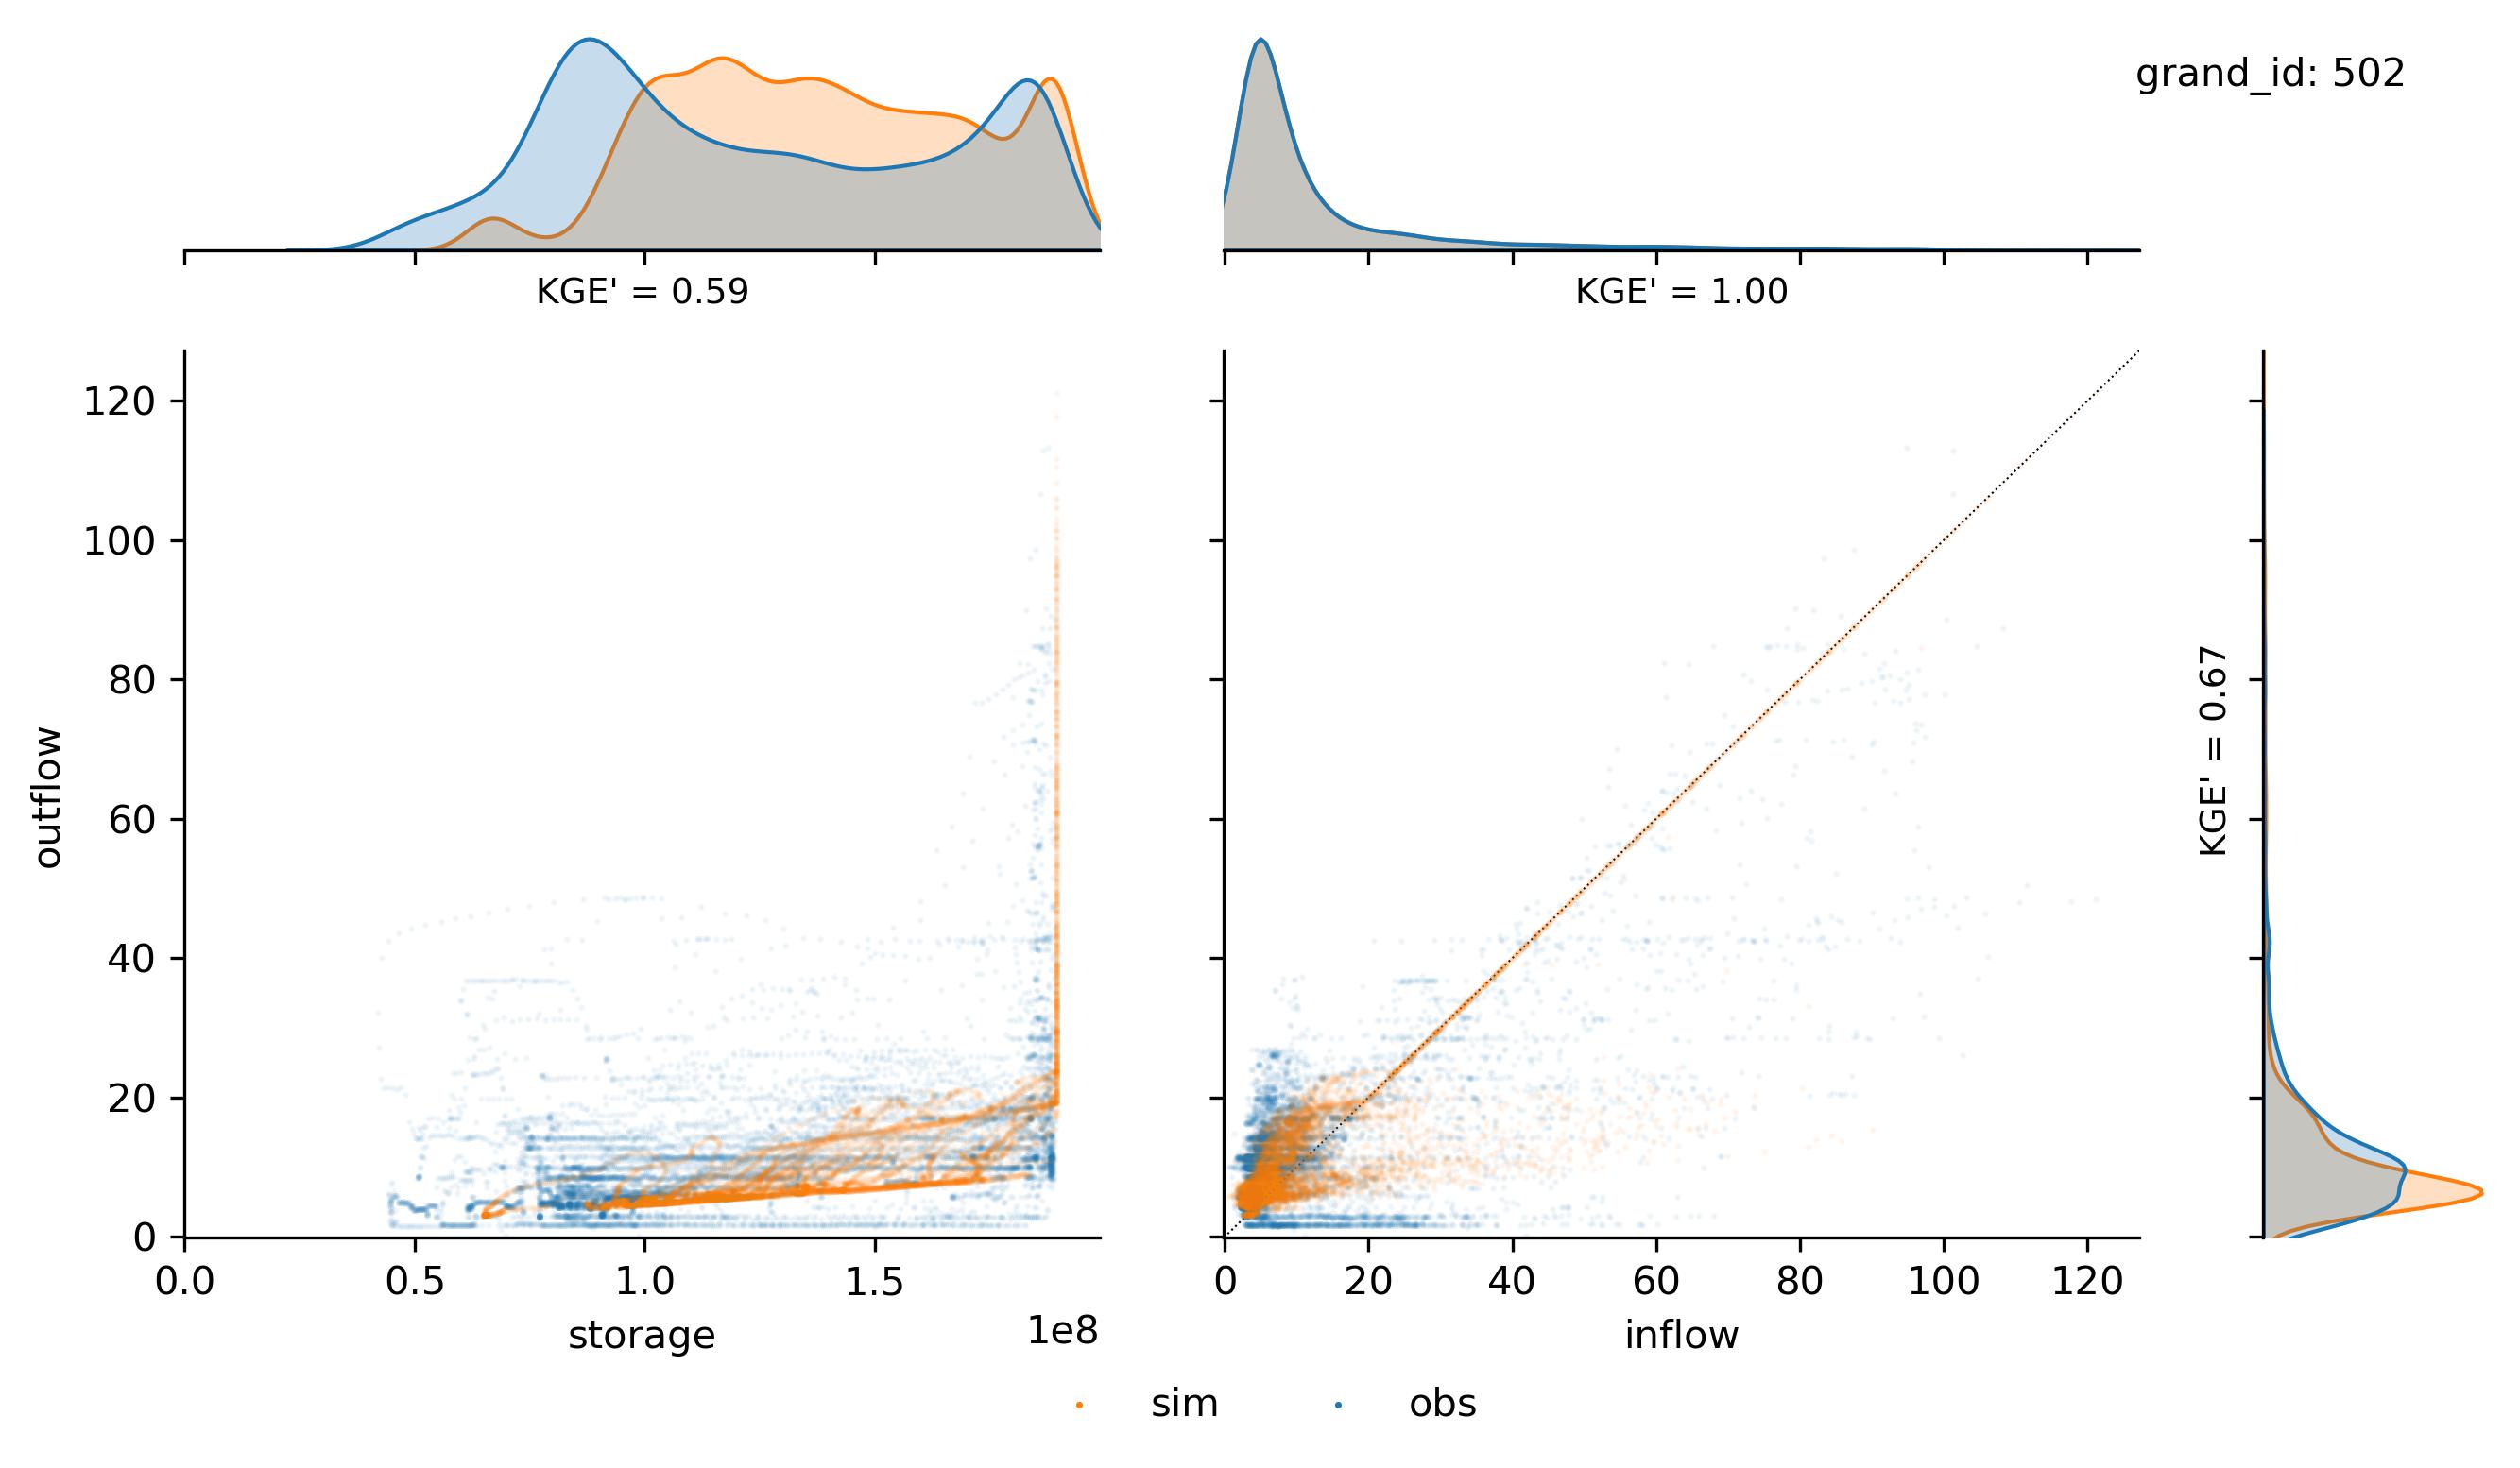 grand_id: 502
KGE' = 0.59
KGE' = 1.00
120
100
80
60
40
20
0
outflow
0.0 0.5 1.0 1.5
storage
1e8
0 20 40 60 80 100 120
inflow
KGE' = 0.67
sim obs